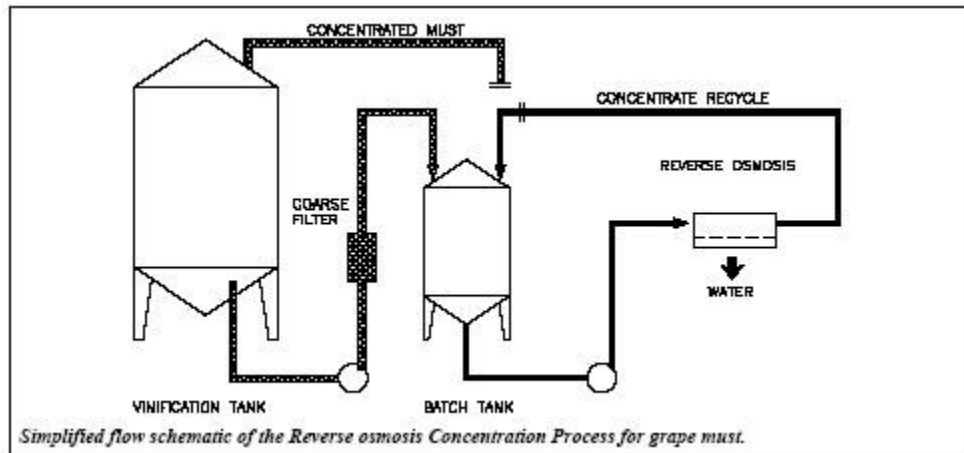 CONCENTRATED MUST
CONCENTRATE RECYCLE
REVERSE OSMOSIS
COARSE
FILTER
WATER
VINIFICATION TANK
BATCH TANK
Simplified flow schematic of the Reverse osmosis Concentration Process for grape must.